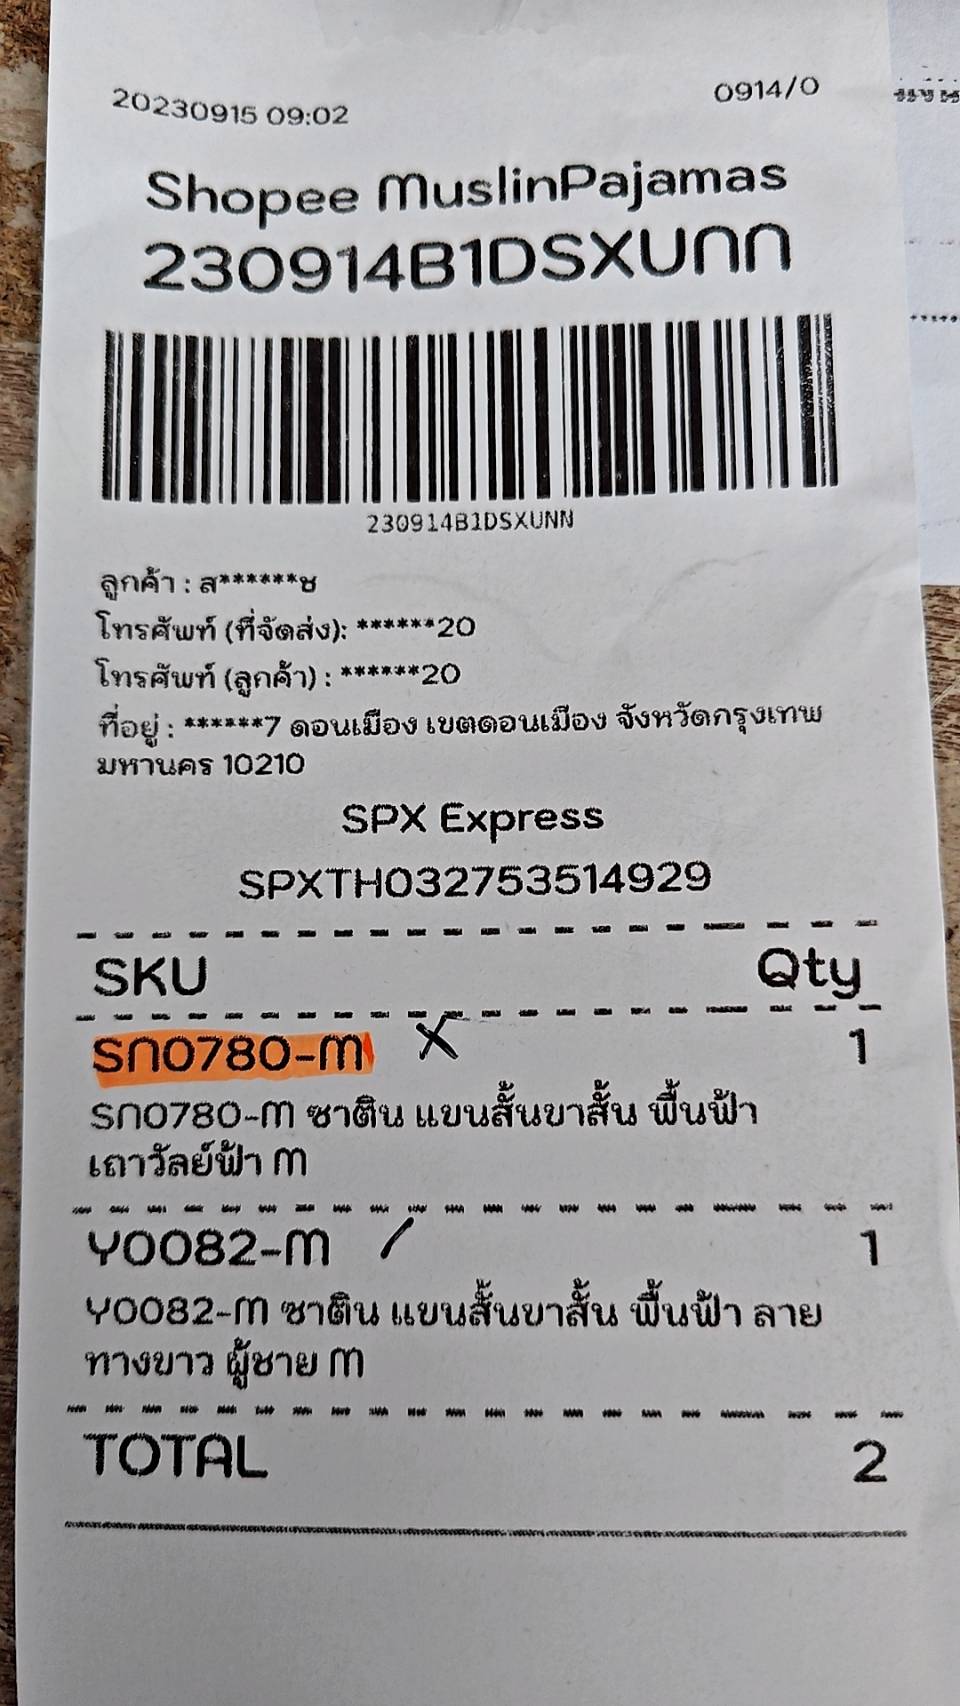 20230915 09:02
0914/0
Shopee MuslinPajamas
230914B1DSXUNN
230914B1DSXUNN
ลูกค้า : ส******ษ
โทรศัพท์ (ที่จัดส่ง): ******20
โทรศัพท์ (ลูกค้า) : ******20
ที่อยู่ : ******7 ดอนเมือง เขตดอนเมือง จังหวัดกรุงเทพ
มหานคร 10210
SPX Express
SPXTH032753514929
SKU Qty
SN0780-M X 1
SN0780-M ซาติน แขนสั้นขาสั้น พื้นฟ้า
เถาวัลย์ฟ้า M
Y0082-M / 1
Y0082-M ซาติน แขนสั้นขาสั้น พื้นฟ้า ลาย
ทางขาว ผู้ชาย M
TOTAL 2